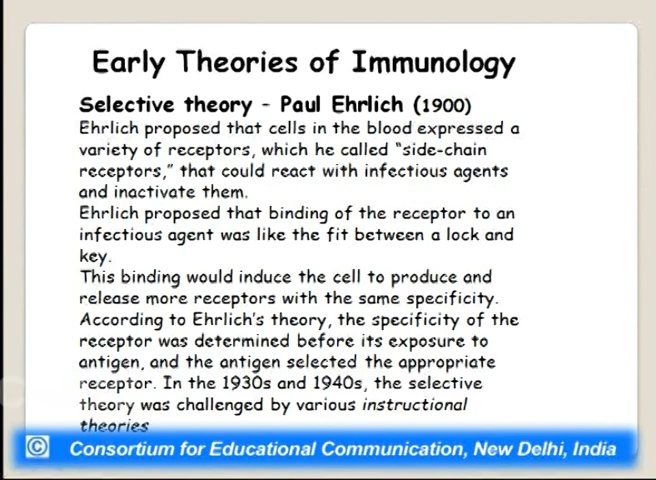 Early Theories of Immunology
Selective theory - Paul Ehrlich (1900)
Ehrlich proposed that cells in the blood expressed a
variety of receptors, which he called “side-chain
receptors,” that could react with infectious agents
and inactivate them.
Ehrlich proposed that binding of the receptor to an
infectious agent was like the fit between a lock and
key.
This binding would induce the cell to produce and
release more receptors with the same specificity.
According to Ehrlich’s theory, the specificity of the
receptor was determined before its exposure to
antigen, and the antigen selected the appropriate
receptor. In the 1930s and 1940s, the selective
theory was challenged by various instructional
theories
© Consortium for Educational Communication, New Delhi, India